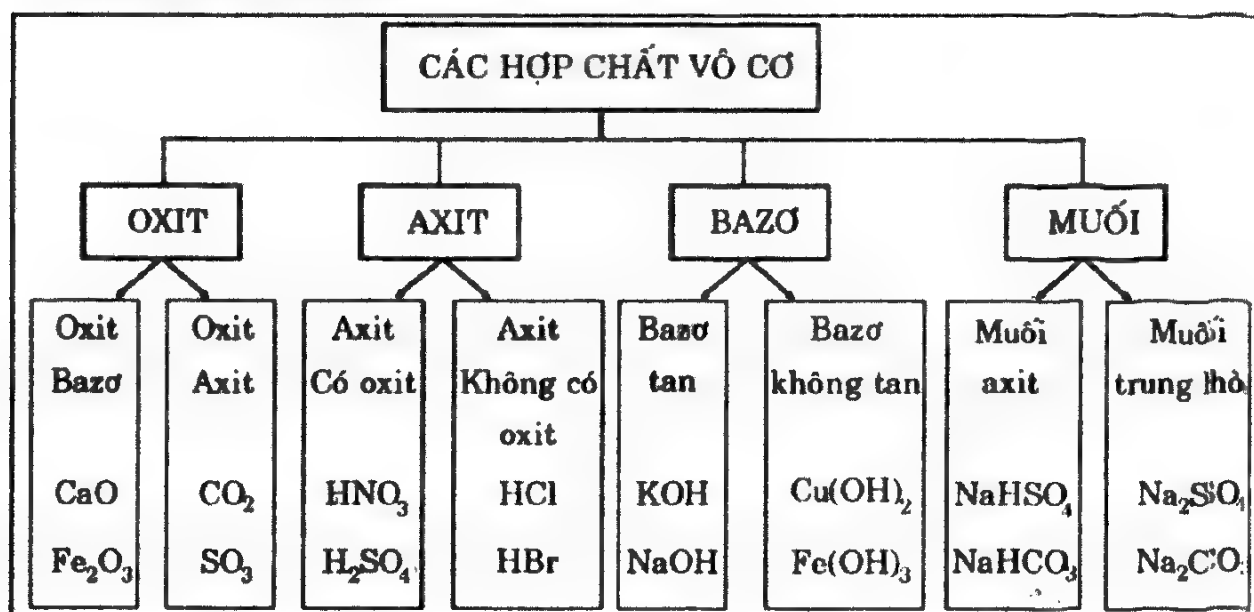 CÁC HỢP CHẤT VÔ CƠ
OXIT
AXIT
BAZƠ
MUỐI
Oxit
Bazơ
CaO
Fe₂O₃
Oxit
Axit
CO₂
SO₃
Axit
Có oxit
HNO₃
H₂SO₄
Axit
Không có
oxit
HCl
HBr
Bazơ
tan
KOH
NaOH
Bazơ
không tan
Cu(OH)₂
Fe(OH)₃
Muối
axit
NaHSO₄
NaHCO₃
Muối
trung hò
Na₂SO₄
Na₂CO₃